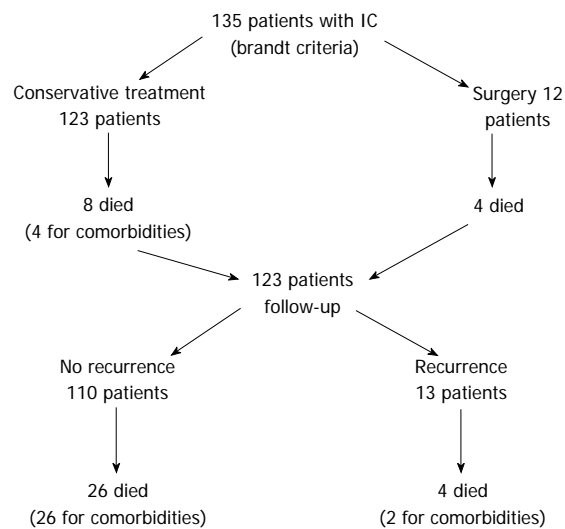 135 patients with IC
(brandt criteria)
Conservative treatment
123 patients
Surgery 12
patients
8 died
(4 for comorbidities)
4 died
123 patients
follow-up
No recurrence
110 patients
Recurrence
13 patients
26 died
(26 for comorbidities)
4 died
(2 for comorbidities)